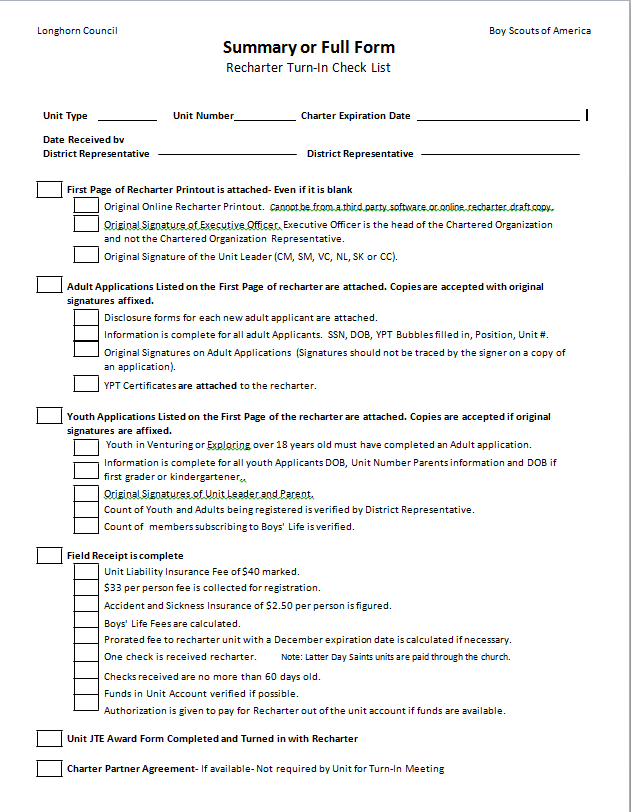 Longhorn Council Boy Scouts of America
Summary or Full Form
Recharter Turn-In Check List
Unit Type Unit Number Charter Expiration Date
Date Received by
District Representative District Representative
First Page of Recharter Printout is attached- Even if it is blank
Original Online Recharter Printout. Cannot be from a third party software or online recharter draft copy.
Original Signature of Executive Officer. Executive Officer is the head of the Chartered Organization
and not the Chartered Organization Representative.
Original Signature of the Unit Leader (CM, SM, VC, NL, SK or CC).
Adult Applications Listed on the First Page of recharter are attached. Copies are accepted with original
signatures affixed.
Disclosure forms for each new adult applicant are attached.
Information is complete for all adult Applicants. SSN, DOB, YPT Bubbles filled in, Position, Unit #.
Original Signatures on Adult Applications (Signatures should not be traced by the signer on a copy of
an application).
YPT Certificates are attached to the recharter.
Youth Applications Listed on the First Page of the recharter are attached. Copies are accepted if original
signatures are affixed.
Youth in Venturing or Exploring over 18 years old must have completed an Adult application.
Information is complete for all youth Applicants DOB, Unit Number Parents information and DOB if
first grader or kindergartener..
Original Signatures of Unit Leader and Parent.
Count of Youth and Adults being registered is verified by District Representative.
Count of members subscribing to Boys' Life is verified.
Field Receipt is complete
Unit Liability Insurance Fee of $40 marked.
$33 per person fee is collected for registration.
Accident and Sickness Insurance of $2.50 per person is figured.
Boys' Life Fees are calculated.
Prorated fee to recharter unit with a December expiration date is calculated if necessary.
One check is received recharter. Note: Latter Day Saints units are paid through the church.
Checks received are no more than 60 days old.
Funds in Unit Account verified if possible.
Authorization is given to pay for Recharter out of the unit account if funds are available.
Unit JTE Award Form Completed and Turned in with Recharter
Charter Partner Agreement- If available- Not required by Unit for Turn-In Meeting